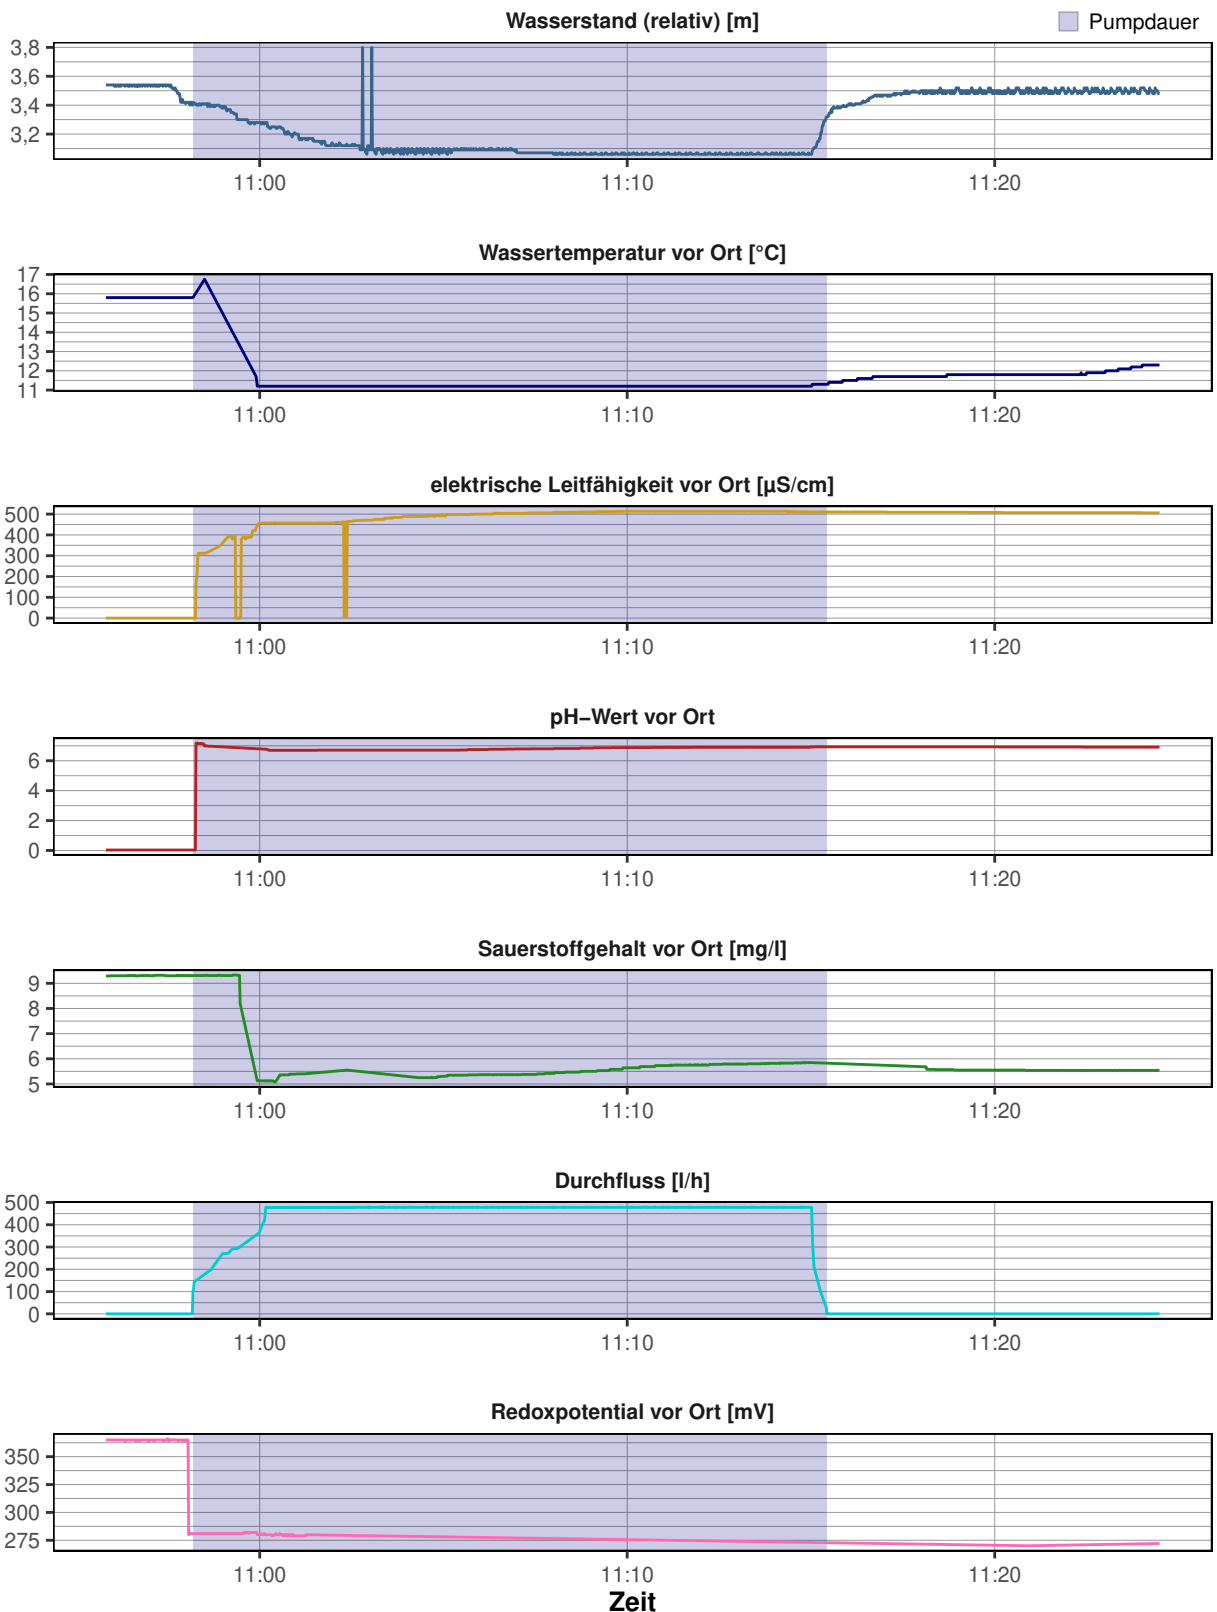 Wasserstand (relativ) [m]
Pumpdauer
3,8
3,6
3,4
3,2
11:00 11:10 11:20
Wassertemperatur vor Ort [°C]
17
16
15
14
13
12
11
11:00 11:10 11:20
elektrische Leitfähigkeit vor Ort [µS/cm]
500
400
300
200
100
0
11:00 11:10 11:20
pH−Wert vor Ort
6
4
2
0
11:00 11:10 11:20
Sauerstoffgehalt vor Ort [mg/l]
9
8
7
6
5
11:00 11:10 11:20
Durchfluss [l/h]
500
400
300
200
100
0
11:00 11:10 11:20
Redoxpotential vor Ort [mV]
350
325
300
275
11:00 11:10 11:20
Zeit